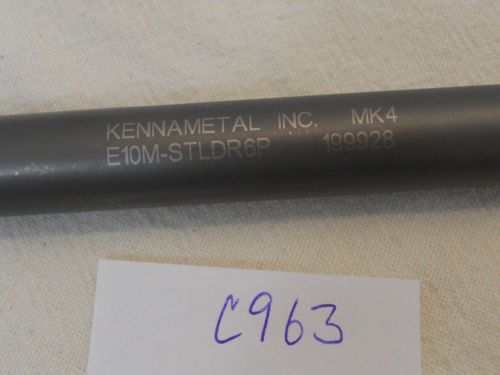 KENNAMETAL INC. MK4
E10M-STLDR6P 199928
C963